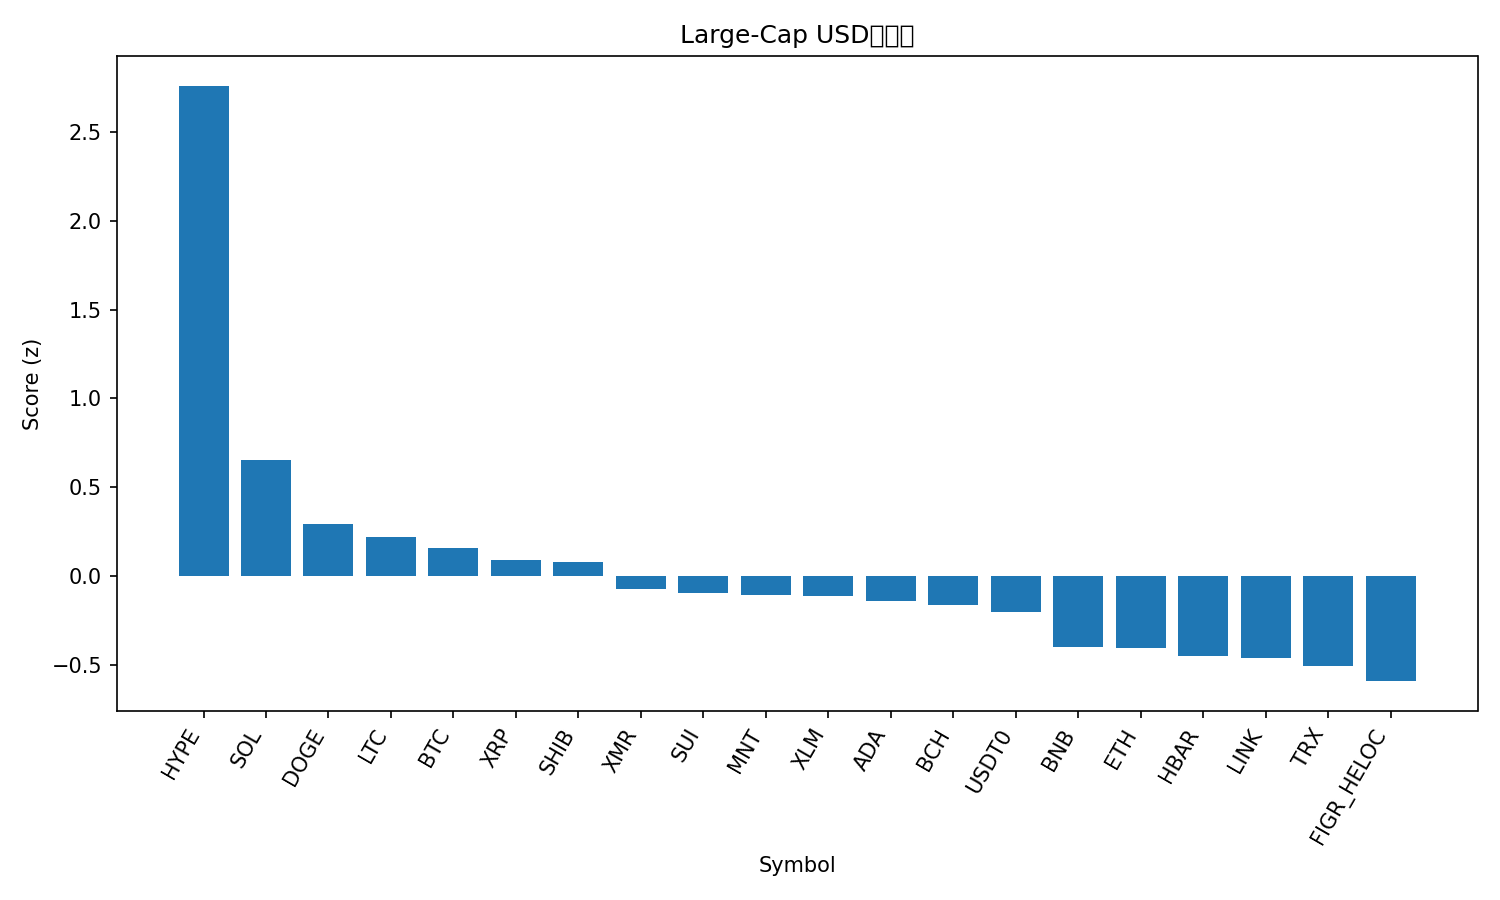 Large-Cap USD
Score (z)
2.5
2.0
1.5
1.0
0.5
0.0
−0.5
HYPE
SOL
DOGE
LTC
BTC
XRP
SHIB
XMR
SUI
MNT
XLM
ADA
BCH
USDT0
BNB
ETH
HBAR
LINK
TRX
FIGR_HELOC
Symbol